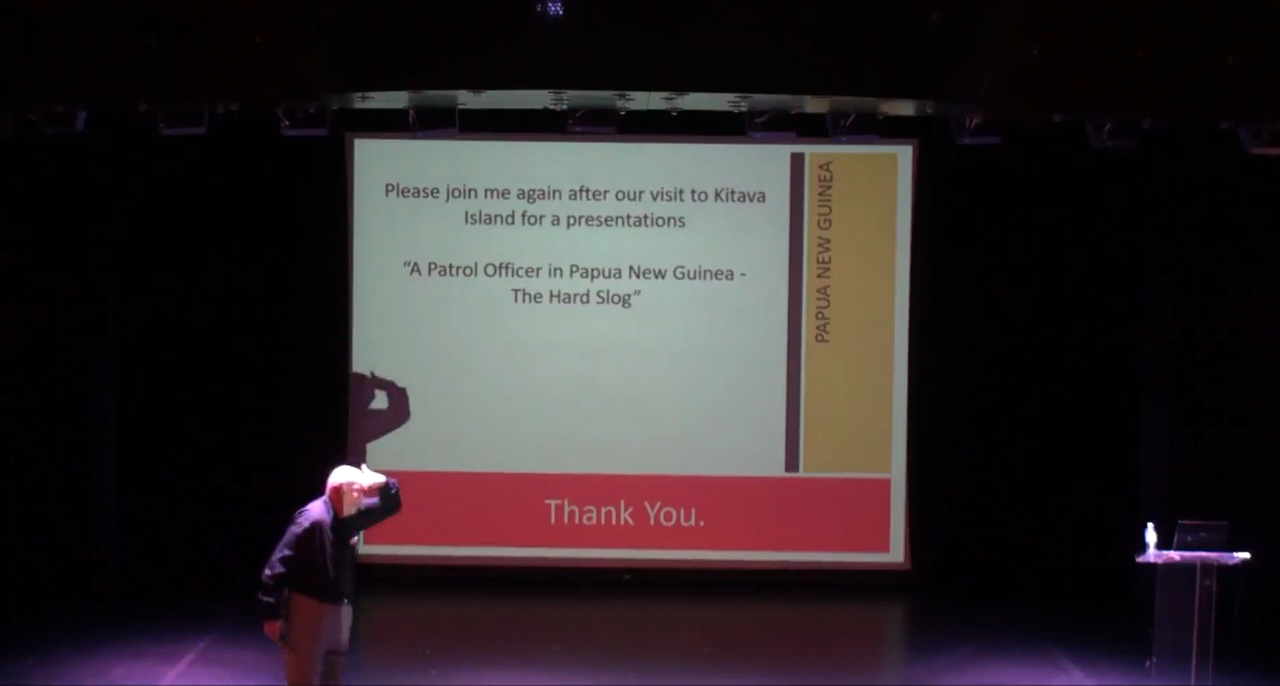 Please join me again after our visit to Kitava
Island for a presentations
“A Patrol Officer in Papua New Guinea -
The Hard Slog”
PAPUA NEW GUINEA
Thank You.